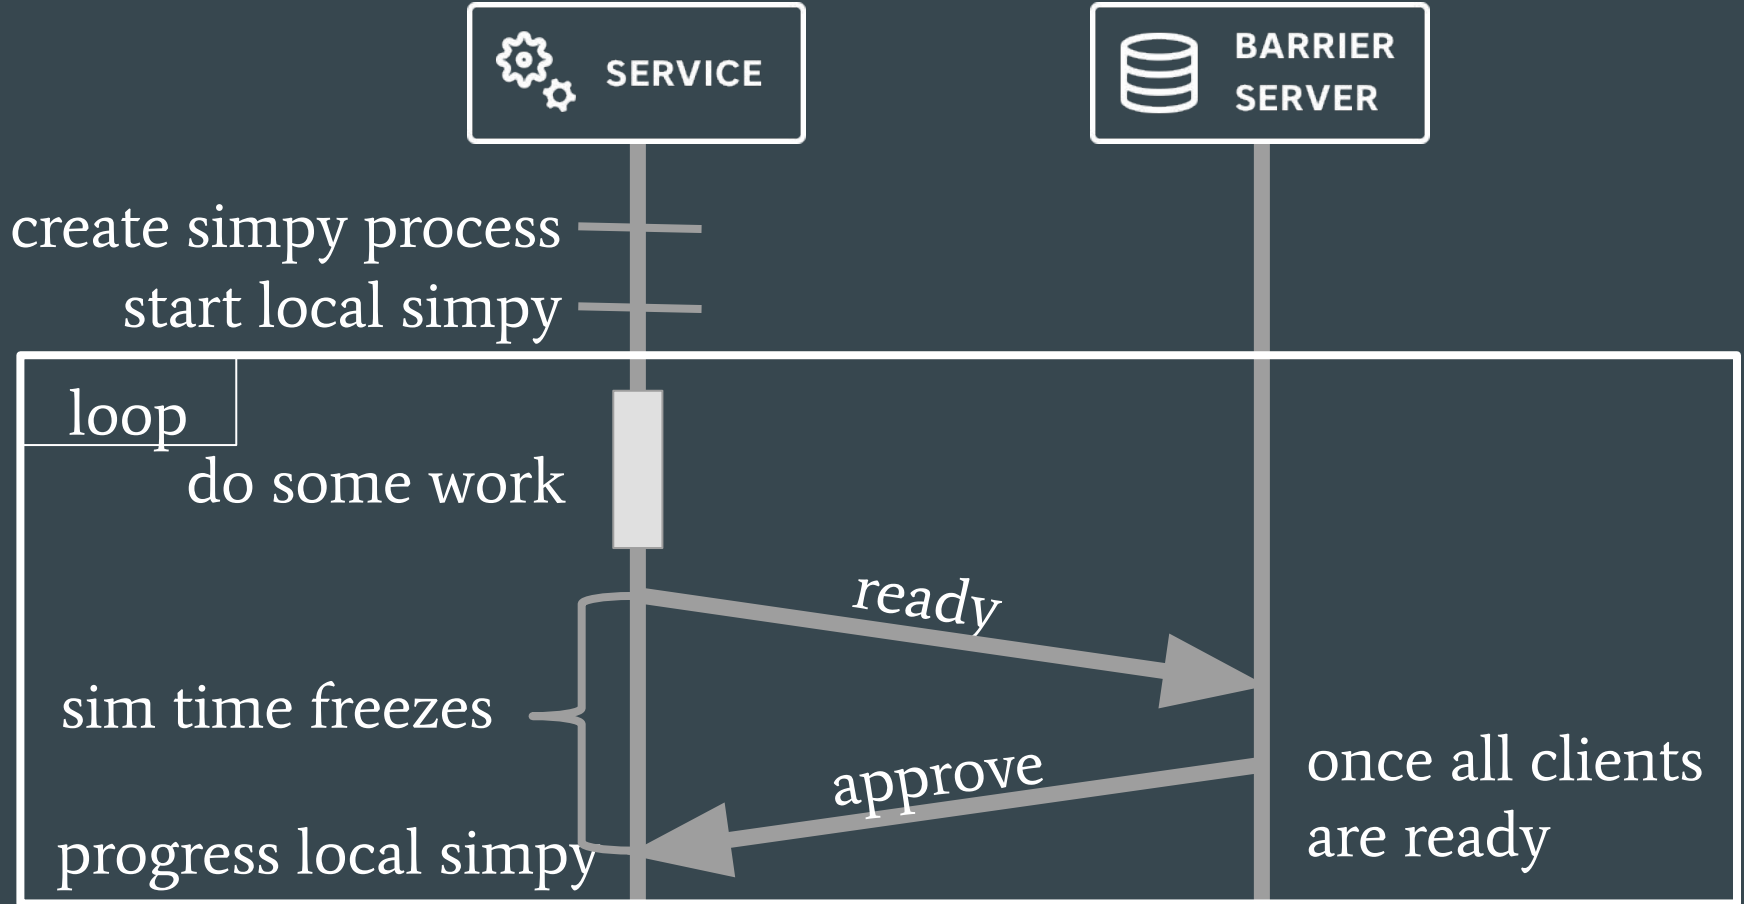 SERVICE
BARRIER
SERVER
create simpy process
start local simpy
loop
do some work
ready
sim time freezes
approve
once all clients
are ready
progress local simpy